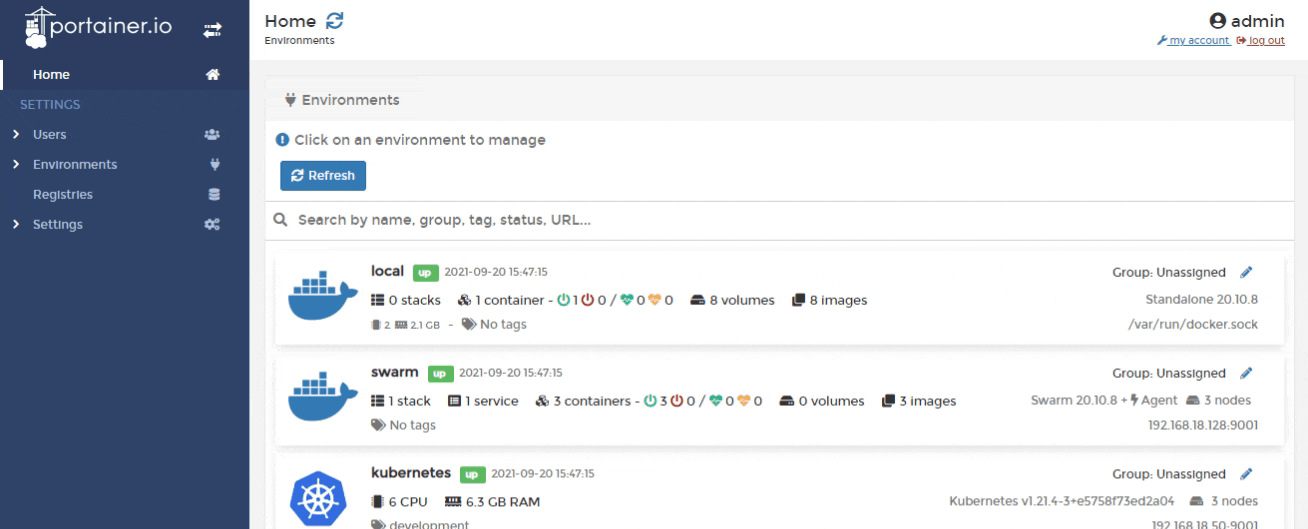 portainer.io
Home
SETTINGS
Users
Environments
Registries
Settings
Home
Environments
admin
my account log out
Environments
Click on an environment to manage
Refresh
Search by name, group, tag, status, URL...
local up 2021-09-20 15:47:15 Group: Unassigned
0 stacks 1 container - 1 0 / 0 0 8 volumes 8 images Standalone 20.10.8
2 2.1 GB - No tags /var/run/docker.sock
swarm up 2021-09-20 15:47:15 Group: Unassigned
1 stack 1 service 3 containers - 3 0 / 0 0 0 volumes 3 images Swarm 20.10.8 + Agent 3 nodes
No tags 192.168.18.128:9001
kubernetes up 2021-09-20 15:47:15 Group: Unassigned
6 CPU 6.3 GB RAM Kubernetes v1.21.4-3+e5758f73ed2a04 3 nodes
development 192.168.18.50:9001